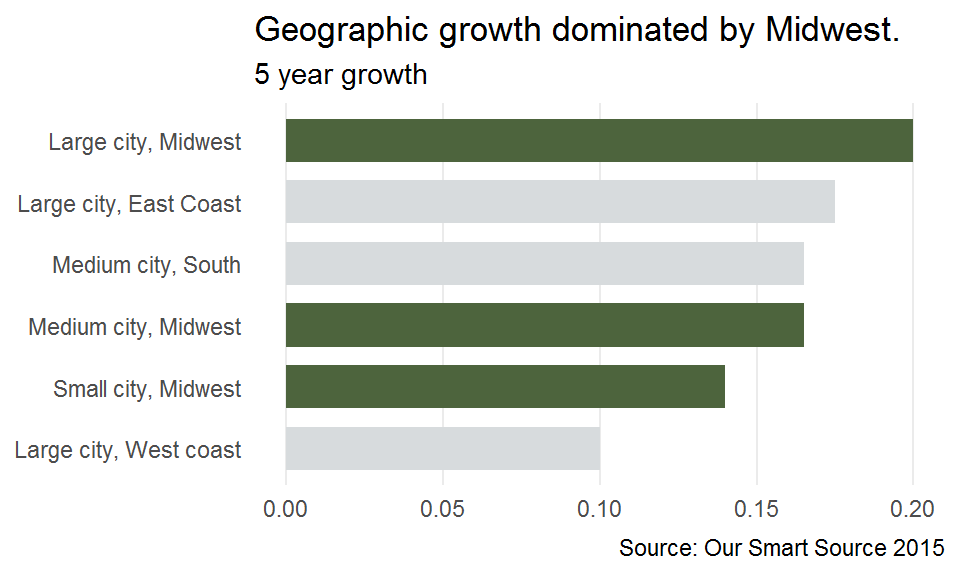 Geographic growth dominated by Midwest.
5 year growth
Large city, Midwest
Large city, East Coast
Medium city, South
Medium city, Midwest
Small city, Midwest
Large city, West coast
0.00 0.05 0.10 0.15 0.20
Source: Our Smart Source 2015